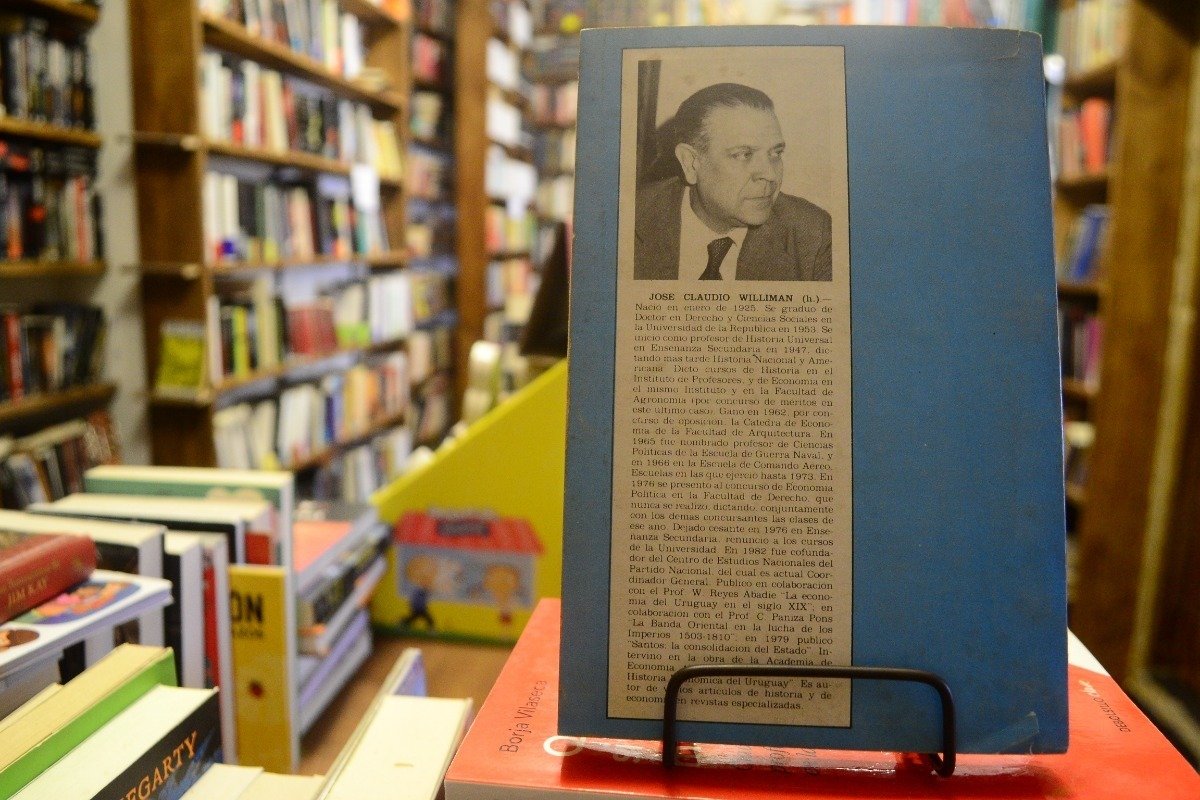 JOSE CLAUDIO WILLIMAN (h.).—
Nació en enero de 1925. Se graduó de
Doctor en Derecho y Ciencias Sociales en
la Universidad de la República en 1953. Se
inició como profesor de Historia Universal
en Enseñanza Secundaria en 1947, dic-
tando más tarde Historia Nacional y Ame-
ricana. Dictó cursos de Historia en el
Instituto de Profesores, y de Economía en
el mismo Instituto y en la Facultad de
Agronomía (por concurso de méritos en
este último caso). Ganó en 1962, por con-
curso de oposición, la Cátedra de Econo-
mía de la Facultad de Arquitectura. En
1965 fue nombrado profesor de Ciencias
Políticas de la Escuela de Guerra Naval, y
en 1966 en la Escuela de Comando Aéreo,
Escuelas en las que ejerció hasta 1973. En
1976 se presentó al concurso de Economía
Política en la Facultad de Derecho, que
nunca se realizó, dictando, conjuntamente
con los demás concursantes las clases de
ese año. Dejado cesante en 1976 en Ense-
ñanza Secundaria, renunció a los cursos
de la Universidad. En 1982 fue cofunda-
dor del Centro de Estudios Nacionales del
Partido Nacional, del cual es actual Coor-
dinador General. Publicó en colaboración
con el Prof. W. Reyes Abadie "La econo-
mía del Uruguay en el siglo XIX"; en
colaboración con el Prof. C. Paniza Pons
"La Banda Oriental en la lucha de los
Imperios 1503-1810"; en 1979 publicó
"Santos: la consolidación del Estado". In-
tervino en la obra de la Academia de
Economía
Historia Económica del Uruguay". Es au-
tor de varios artículos de historia y de
economía en revistas especializadas.
Borja Vilaseca
DEBOLSILLO
JIM KAY
ON
EGARTY